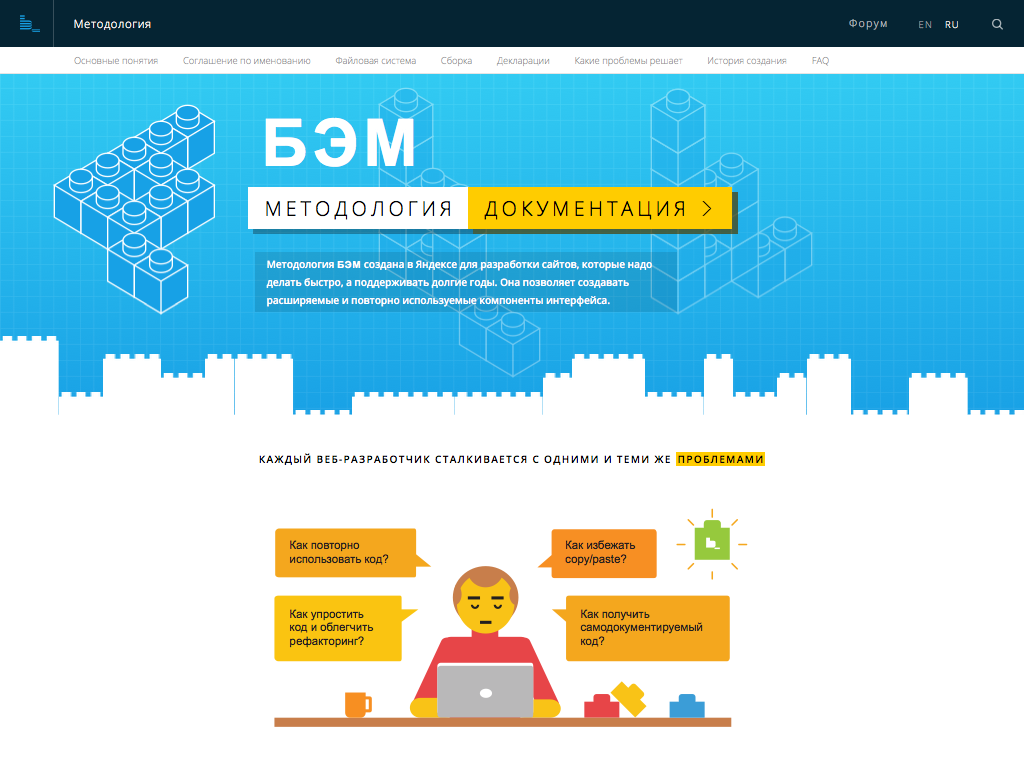 Методология
Форум EN RU
Основные понятия Соглашение по именованию Файловая система Сборка Декларации Какие проблемы решает История создания FAQ
БЭМ
МЕТОДОЛОГИЯ ДОКУМЕНТАЦИЯ
Методология БЭМ создана в Яндексе для разработки сайтов, которые надо
делать быстро, а поддерживать долгие годы. Она позволяет создавать
расширяемые и повторно используемые компоненты интерфейса.
КАЖДЫЙ ВЕБ-РАЗРАБОТЧИК СТАЛКИВАЕТСЯ С ОДНИМИ И ТЕМИ ЖЕ ПРОБЛЕМАМИ
Как повторно
использовать код?
Как избежать
copy/paste?
Как упростить
код и облегчить
рефакторинг?
Как получить
самодокументируемый
код?